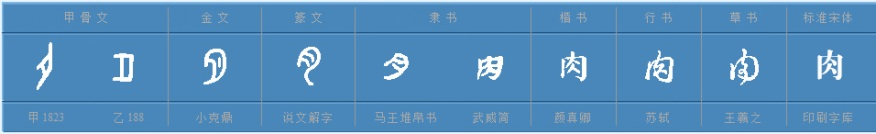 甲骨文 金文 篆文 隶书 楷书 行书 草书 标准宋体
肉 肉 肉 肉 肉
甲1823 乙188 小克鼎 说文解字 马王堆帛书 武威简 颜真卿 苏轼 王羲之 印刷字库